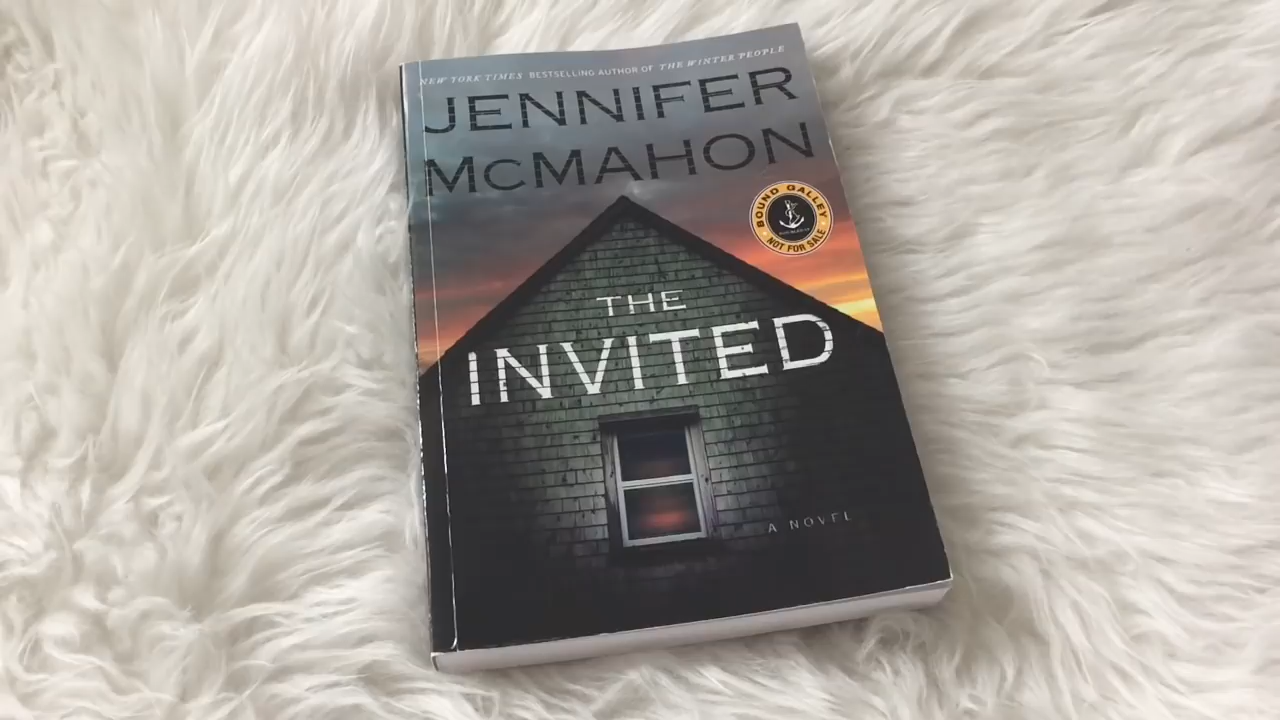 NEW YORK TIMES BESTSELLING AUTHOR OF THE WINTER PEOPLE
JENNIFER
McMAHON
BOUND GALLEY
NOT FOR SALE
THE
INVITED
A NOVEL